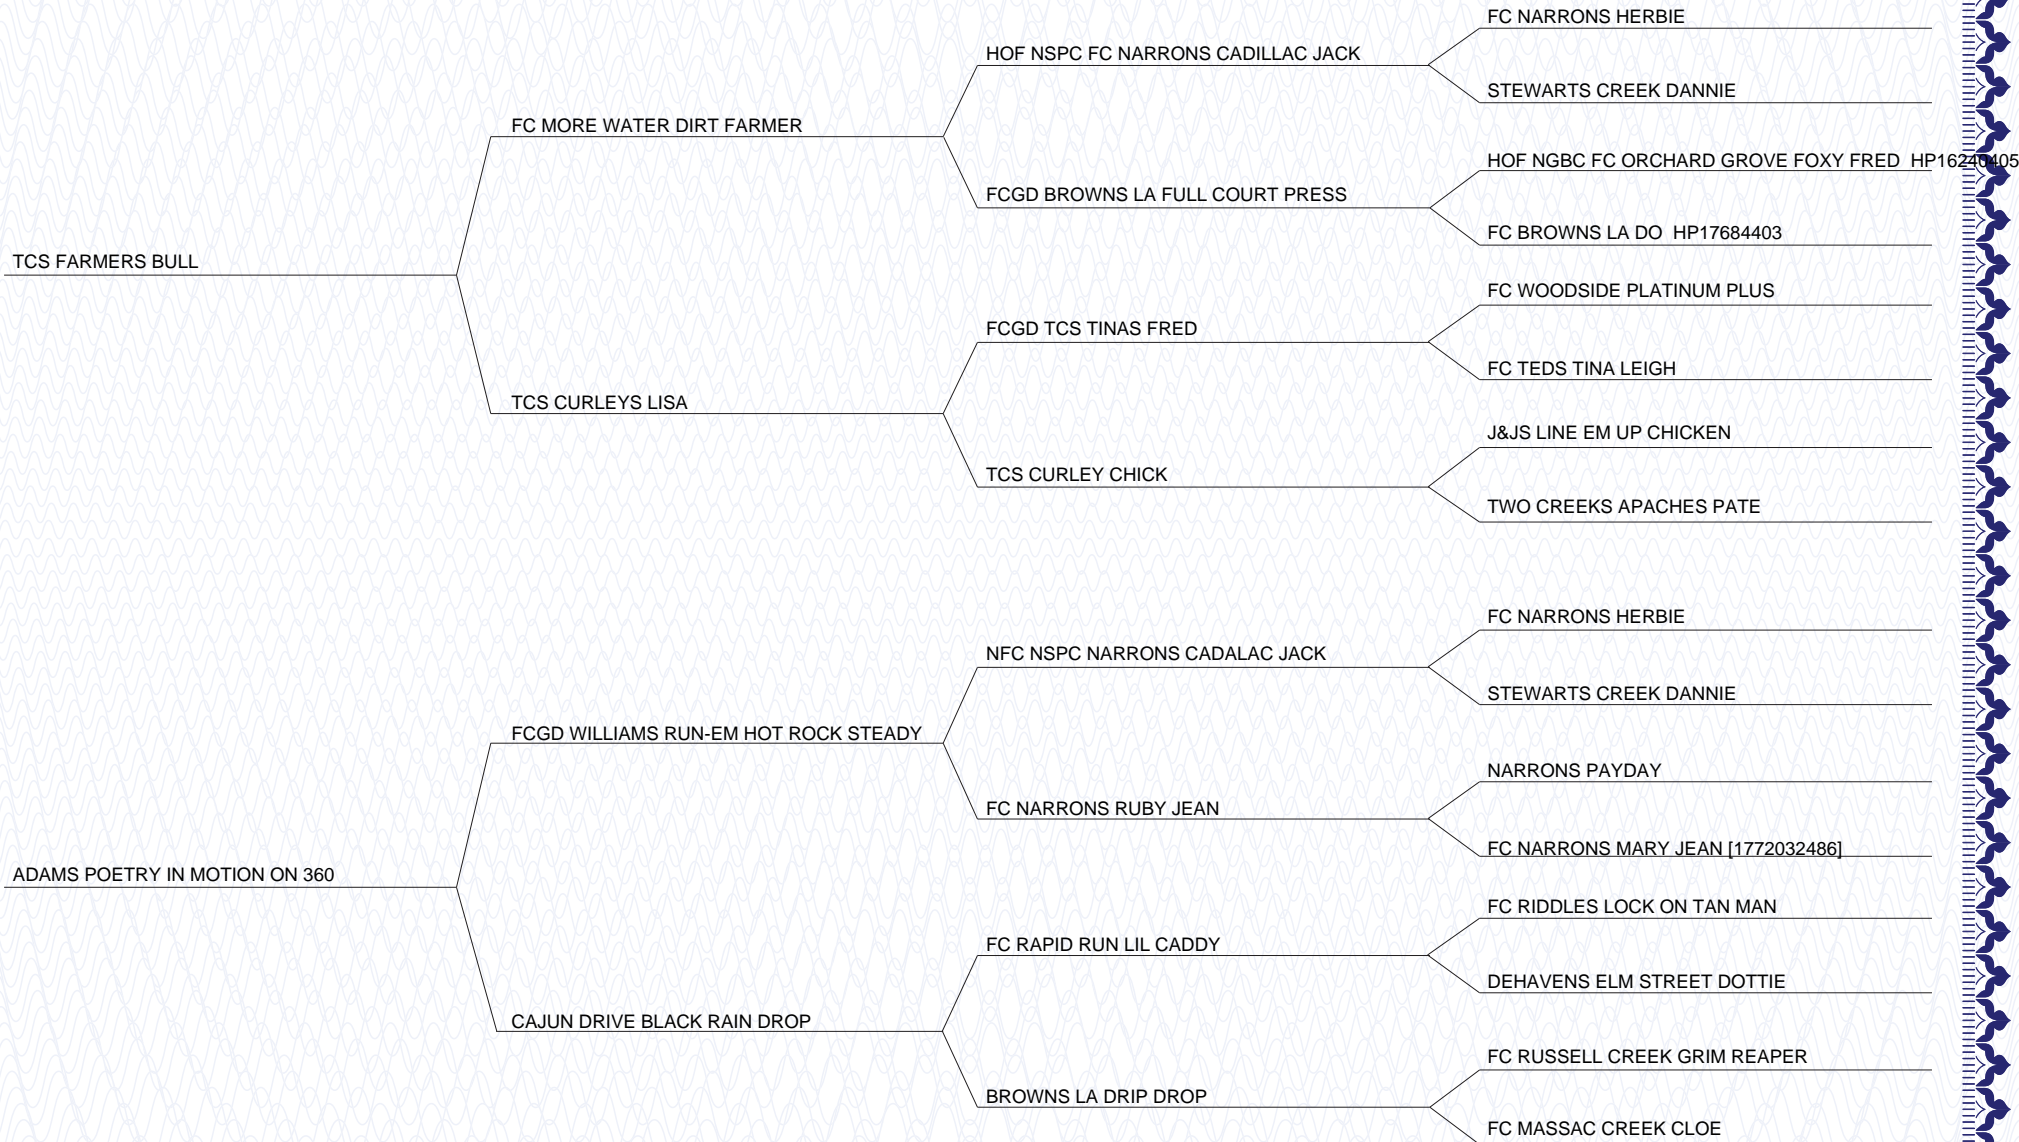 FC NARRONS HERBIE
HOF NSPC FC NARRONS CADILLAC JACK
STEWARTS CREEK DANNIE
FC MORE WATER DIRT FARMER
HOF NGBC FC ORCHARD GROVE FOXY FRED HP16240405
FCGD BROWNS LA FULL COURT PRESS
FC BROWNS LA DO HP17684403
TCS FARMERS BULL
FC WOODSIDE PLATINUM PLUS
FCGD TCS TINAS FRED
FC TEDS TINA LEIGH
TCS CURLEYS LISA
J&JS LINE EM UP CHICKEN
TCS CURLEY CHICK
TWO CREEKS APACHES PATE
FC NARRONS HERBIE
NFC NSPC NARRONS CADALAC JACK
STEWARTS CREEK DANNIE
FCGD WILLIAMS RUN-EM HOT ROCK STEADY
NARRONS PAYDAY
FC NARRONS RUBY JEAN
FC NARRONS MARY JEAN [1772032486]
ADAMS POETRY IN MOTION ON 360
FC RIDDLES LOCK ON TAN MAN
FC RAPID RUN LIL CADDY
DEHAVENS ELM STREET DOTTIE
CAJUN DRIVE BLACK RAIN DROP
FC RUSSELL CREEK GRIM REAPER
BROWNS LA DRIP DROP
FC MASSAC CREEK CLOE